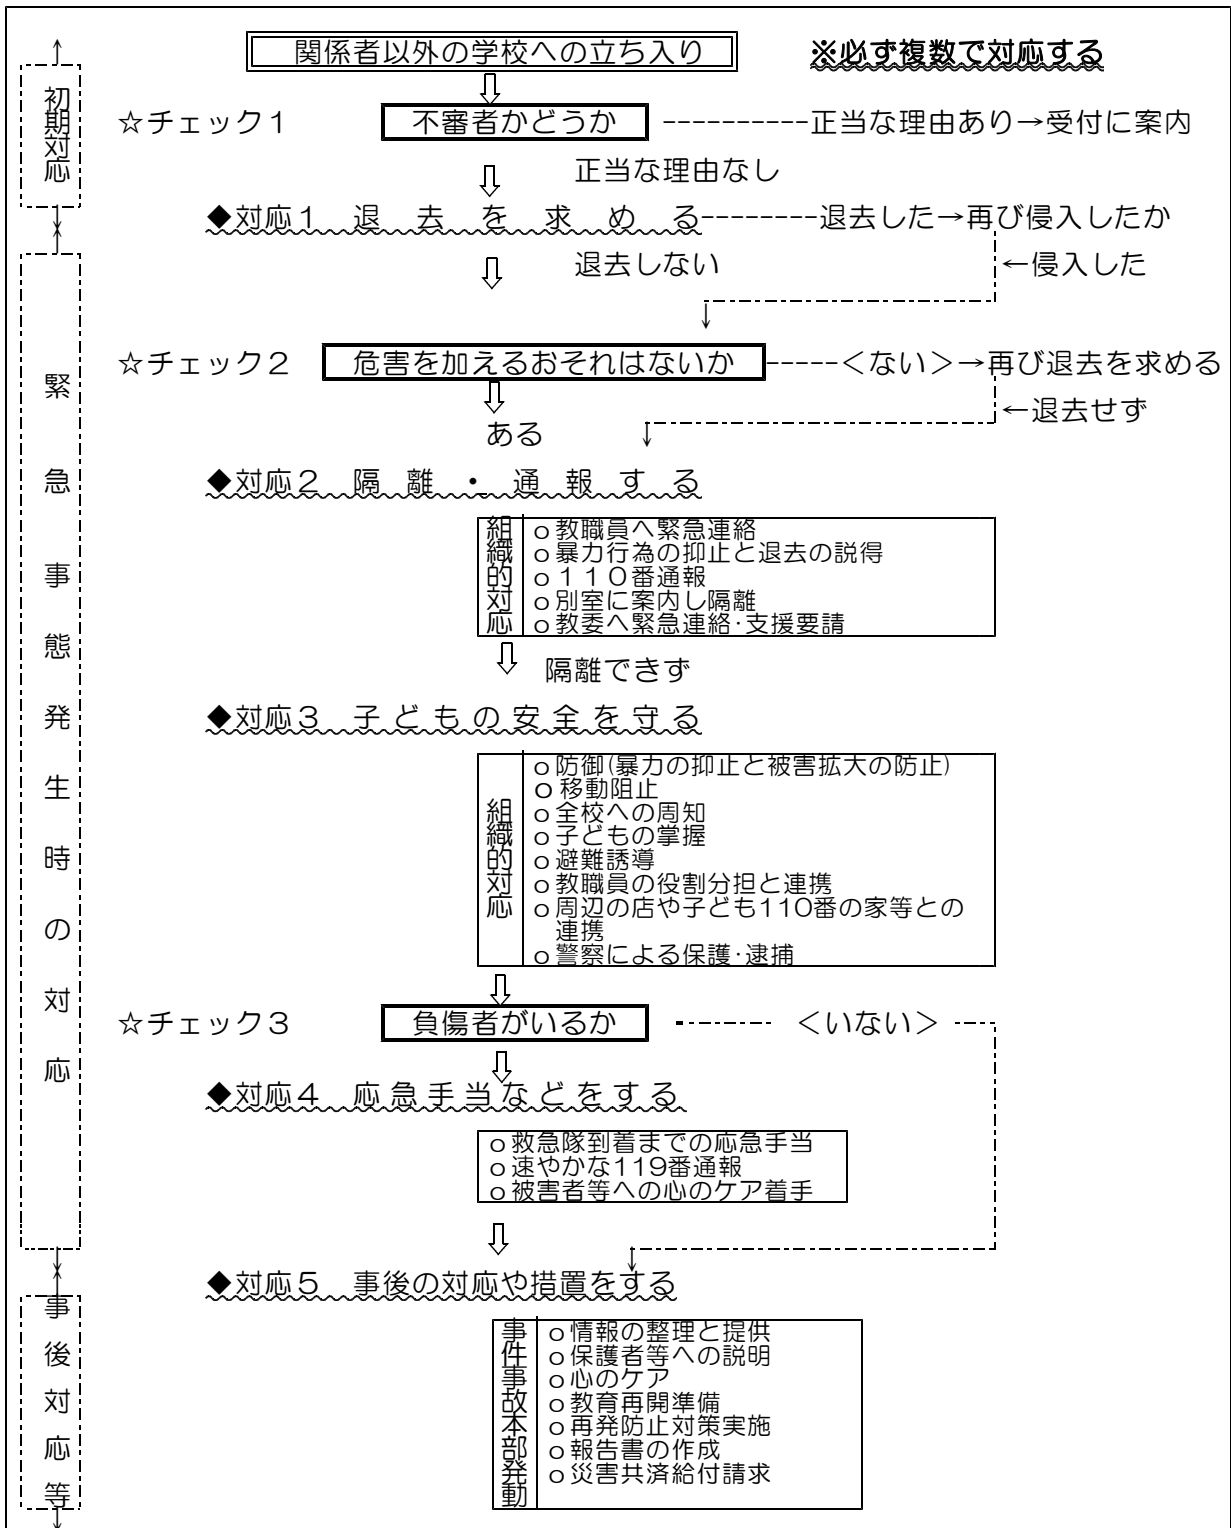 関係者以外の学校への立ち入り ※必ず複数で対応する
初期対応
☆チェック1 不審者かどうか 正当な理由あり→受付に案内
正当な理由なし
◆対応1 退去を求める 退去した→再び侵入したか
退去しない ←侵入した
緊急事態発生時の対応
☆チェック2 危害を加えるおそれはないか <ない>→再び退去を求める
←退去せず
ある
◆対応2 隔離・通報する
組織的対応
o教職員へ緊急連絡
o暴力行為の抑止と退去の説得
o110番通報
o別室に案内し隔離
o教委へ緊急連絡・支援要請
隔離できず
◆対応3 子どもの安全を守る
組織的対応
o防御(暴力の抑止と被害拡大の防止)
o移動阻止
o全校への周知
o子どもの掌握
o避難誘導
o教職員の役割分担と連携
o周辺の店や子ども110番の家等との
連携
o警察による保護・逮捕
☆チェック3 負傷者がいるか <いない>
◆対応4 応急手当などをする
o救急隊到着までの応急手当
o速やかな119番通報
o被害者等への心のケア着手
◆対応5 事後の対応や措置をする
事後対応等
事件事故本部発動
o情報の整理と提供
o保護者等への説明
o心のケア
o教育再開準備
o再発防止対策実施
o報告書の作成
o災害共済給付請求